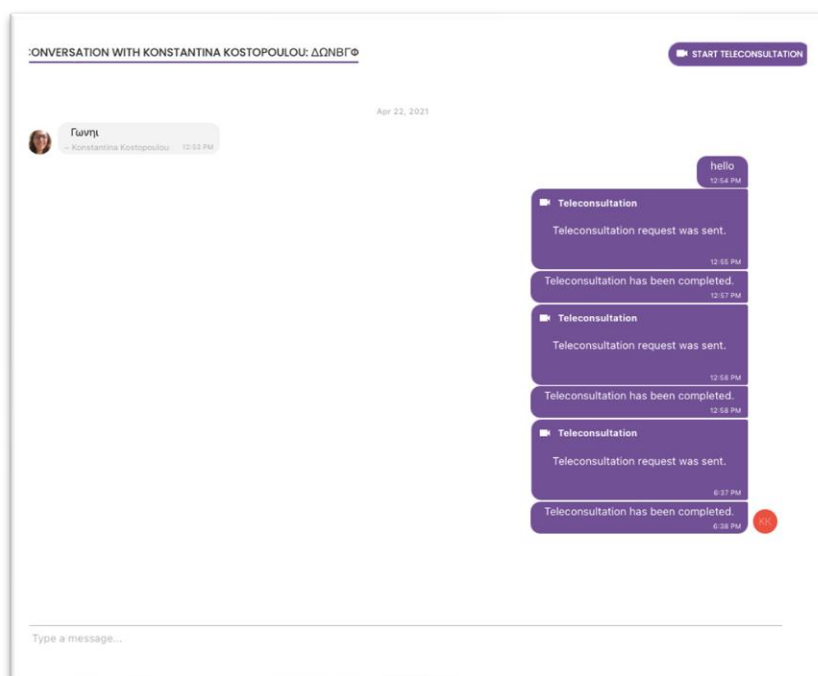 :ONVERSATION WITH KONSTANTINA KOSTOPOULOU: ΔΩΝΒΓΦ
START TELECONSULTATION
Apr 22, 2021
Γωνηι
– Konstantina Kostopoulou 12:53 PM
hello
12:54 PM
Teleconsultation
Teleconsultation request was sent.
12:55 PM
Teleconsultation has been completed.
12:57 PM
Teleconsultation
Teleconsultation request was sent.
12:58 PM
Teleconsultation has been completed.
12:58 PM
Teleconsultation
Teleconsultation request was sent.
6:37 PM
Teleconsultation has been completed.
6:38 PM
KK
Type a message...